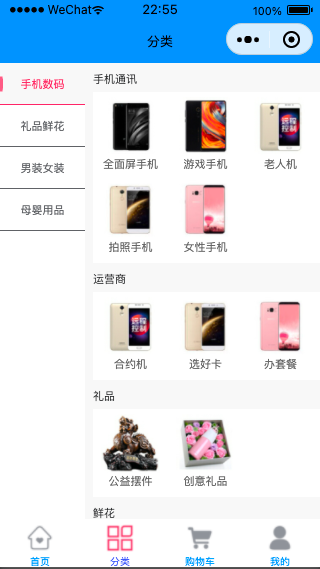 WeChat 22:55 100%
分类
手机数码
礼品鲜花
男装女装
母婴用品
手机通讯
全面屏手机 游戏手机 老人机
拍照手机 女性手机
运营商
合约机 选好卡 办套餐
礼品
公益摆件 创意礼品
鲜花
首页 分类 购物车 我的